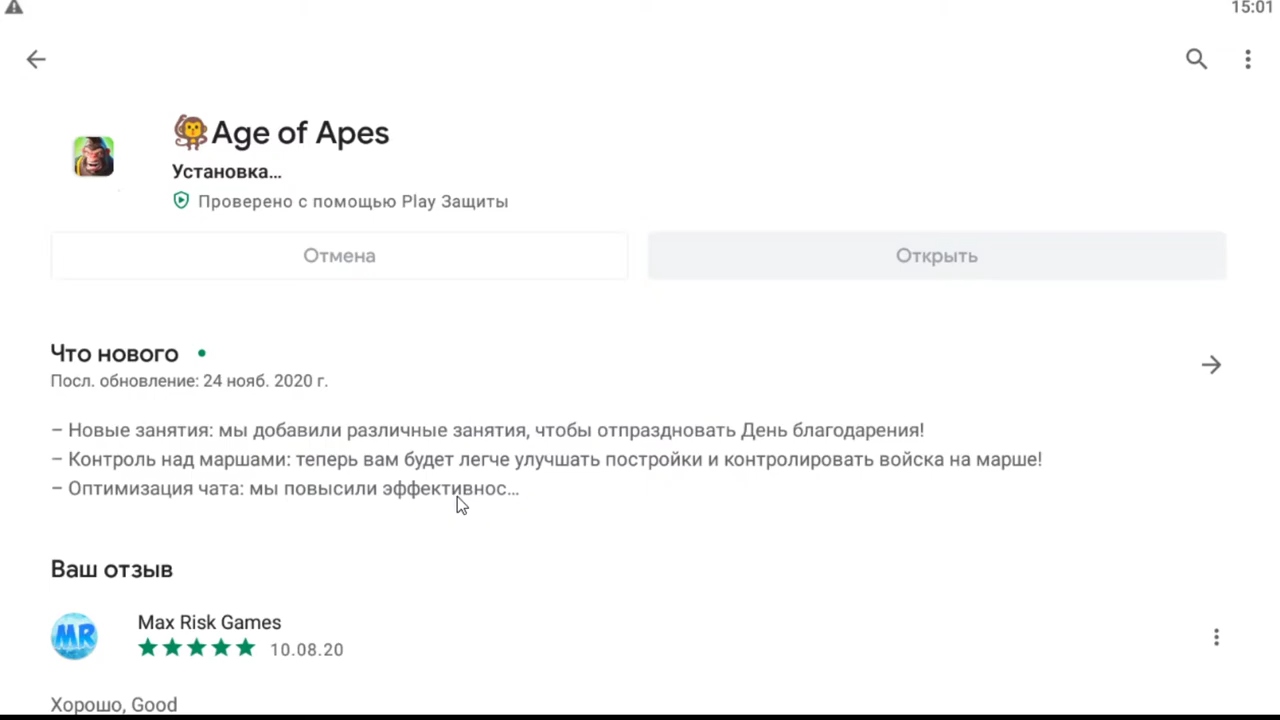 15:01
🐒Age of Apes
Установка...
Проверено с помощью Play Защиты
Отмена
Открыть
Что нового
Посл. обновление: 24 нояб. 2020 г.
– Новые занятия: мы добавили различные занятия, чтобы отпраздновать День благодарения!
– Контроль над маршами: теперь вам будет легче улучшать постройки и контролировать войска на марше!
– Оптимизация чата: мы повысили эффективнос...
Ваш отзыв
MR
Max Risk Games
10.08.20
Хорошо, Good